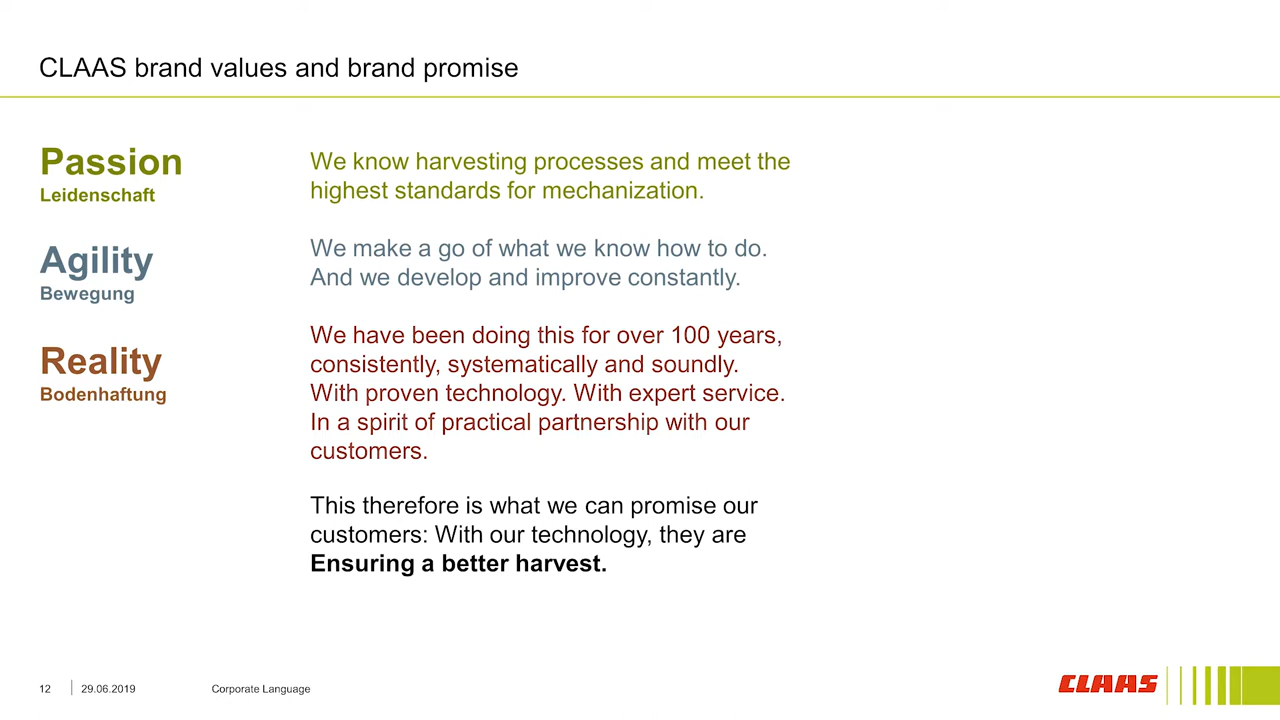 CLAAS brand values and brand promise
Passion
Leidenschaft
We know harvesting processes and meet the
highest standards for mechanization.
Agility
Bewegung
We make a go of what we know how to do.
And we develop and improve constantly.
Reality
Bodenhaftung
We have been doing this for over 100 years,
consistently, systematically and soundly.
With proven technology. With expert service.
In a spirit of practical partnership with our
customers.
This therefore is what we can promise our
customers: With our technology, they are
Ensuring a better harvest.
12 29.06.2019 Corporate Language
CLAAS